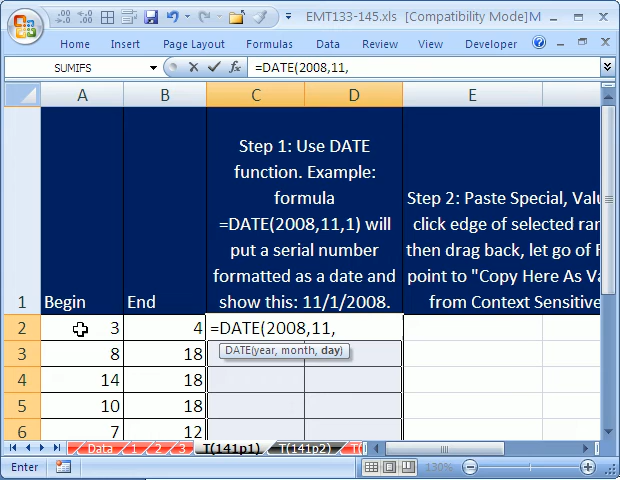 EMT133-145.xls [Compatibility Mode] M
Home Insert Page Layout Formulas Data Review View Developer
SUMIFS =DATE(2008,11,
A B C D E
1 Begin End
Step 1: Use DATE
function. Example:
formula
=DATE(2008,11,1) will
put a serial number
formatted as a date and
show this: 11/1/2008.
Step 2: Paste Special, Valu
click edge of selected ran
then drag back, let go of R
point to "Copy Here As Va
from Context Sensitive
2 3 4 =DATE(2008,11,
DATE(year, month, day)
3 8 18
4 14 18
5 10 18
6 7 12
Data 1 2 3 T(141p1) T(141p2) T(1
Enter 130%